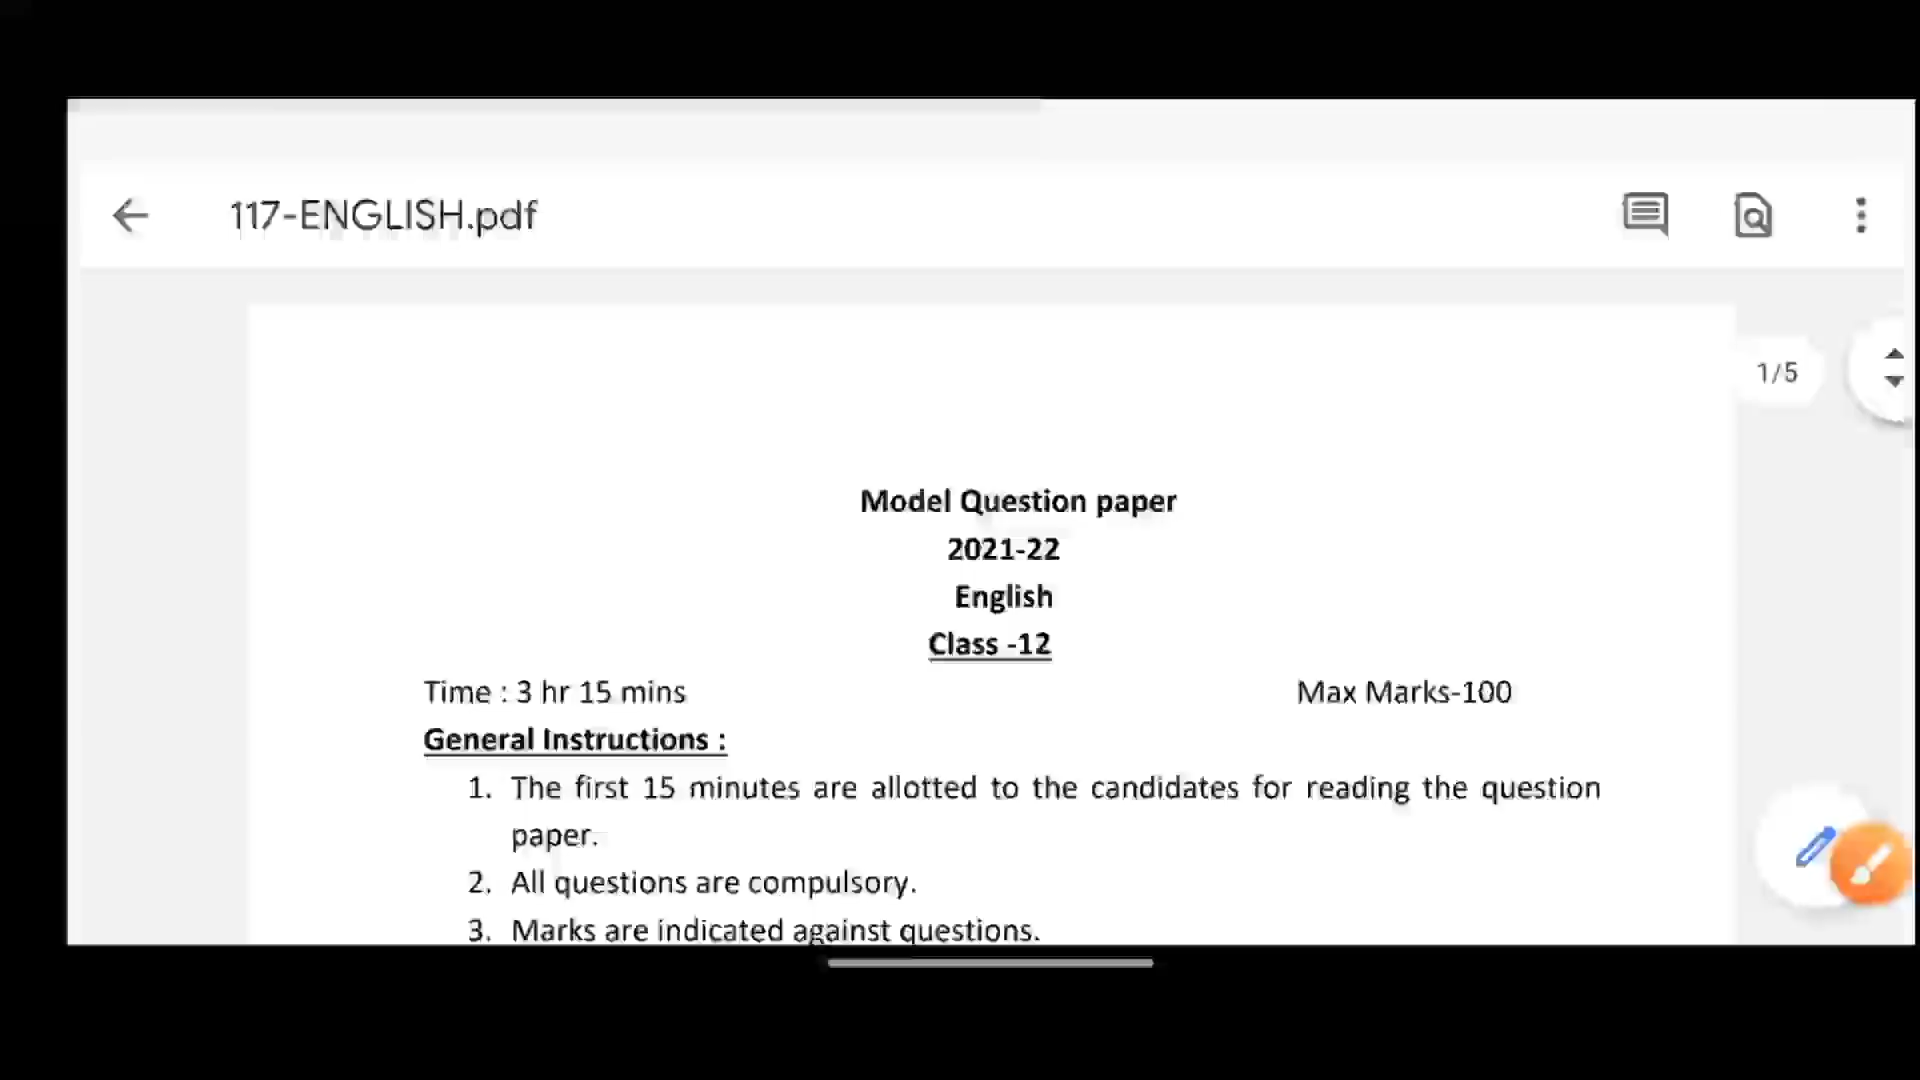 117-ENGLISH.pdf
1/5
Model Question paper
2021-22
English
Class -12
Time : 3 hr 15 mins Max Marks-100
General Instructions :
1. The first 15 minutes are allotted to the candidates for reading the question
paper.
2. All questions are compulsory.
3. Marks are indicated against questions.